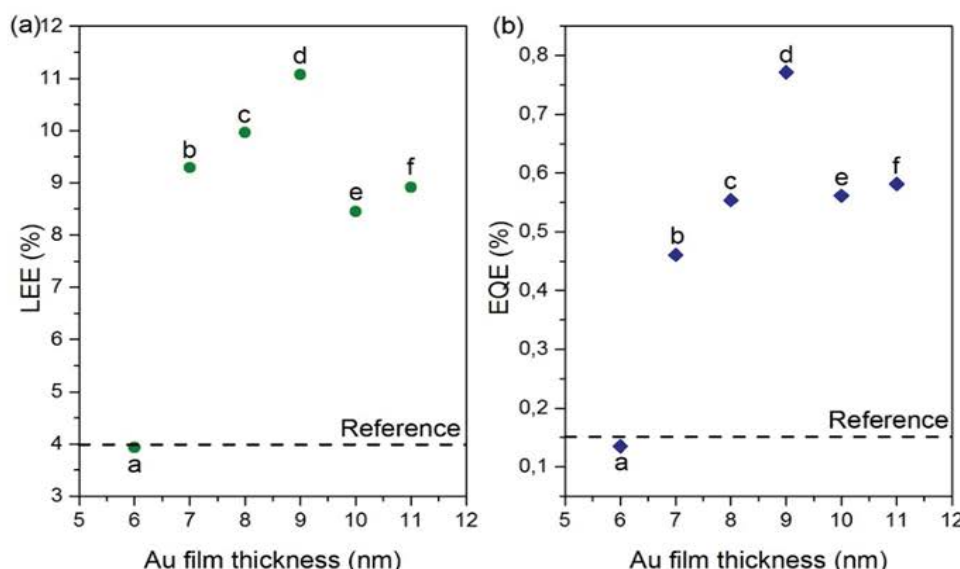 (a)
12
11
10
9
8
7
6
5
4
3
LEE (%)
d
c
b
f
e
Reference
a
5 6 7 8 9 10 11 12
Au film thickness (nm)
(b)
0,8
0,7
0,6
0,5
0,4
0,3
0,2
0,1
EQE (%)
d
f
e
c
b
Reference
a
5 6 7 8 9 10 11 12
Au film thickness (nm)